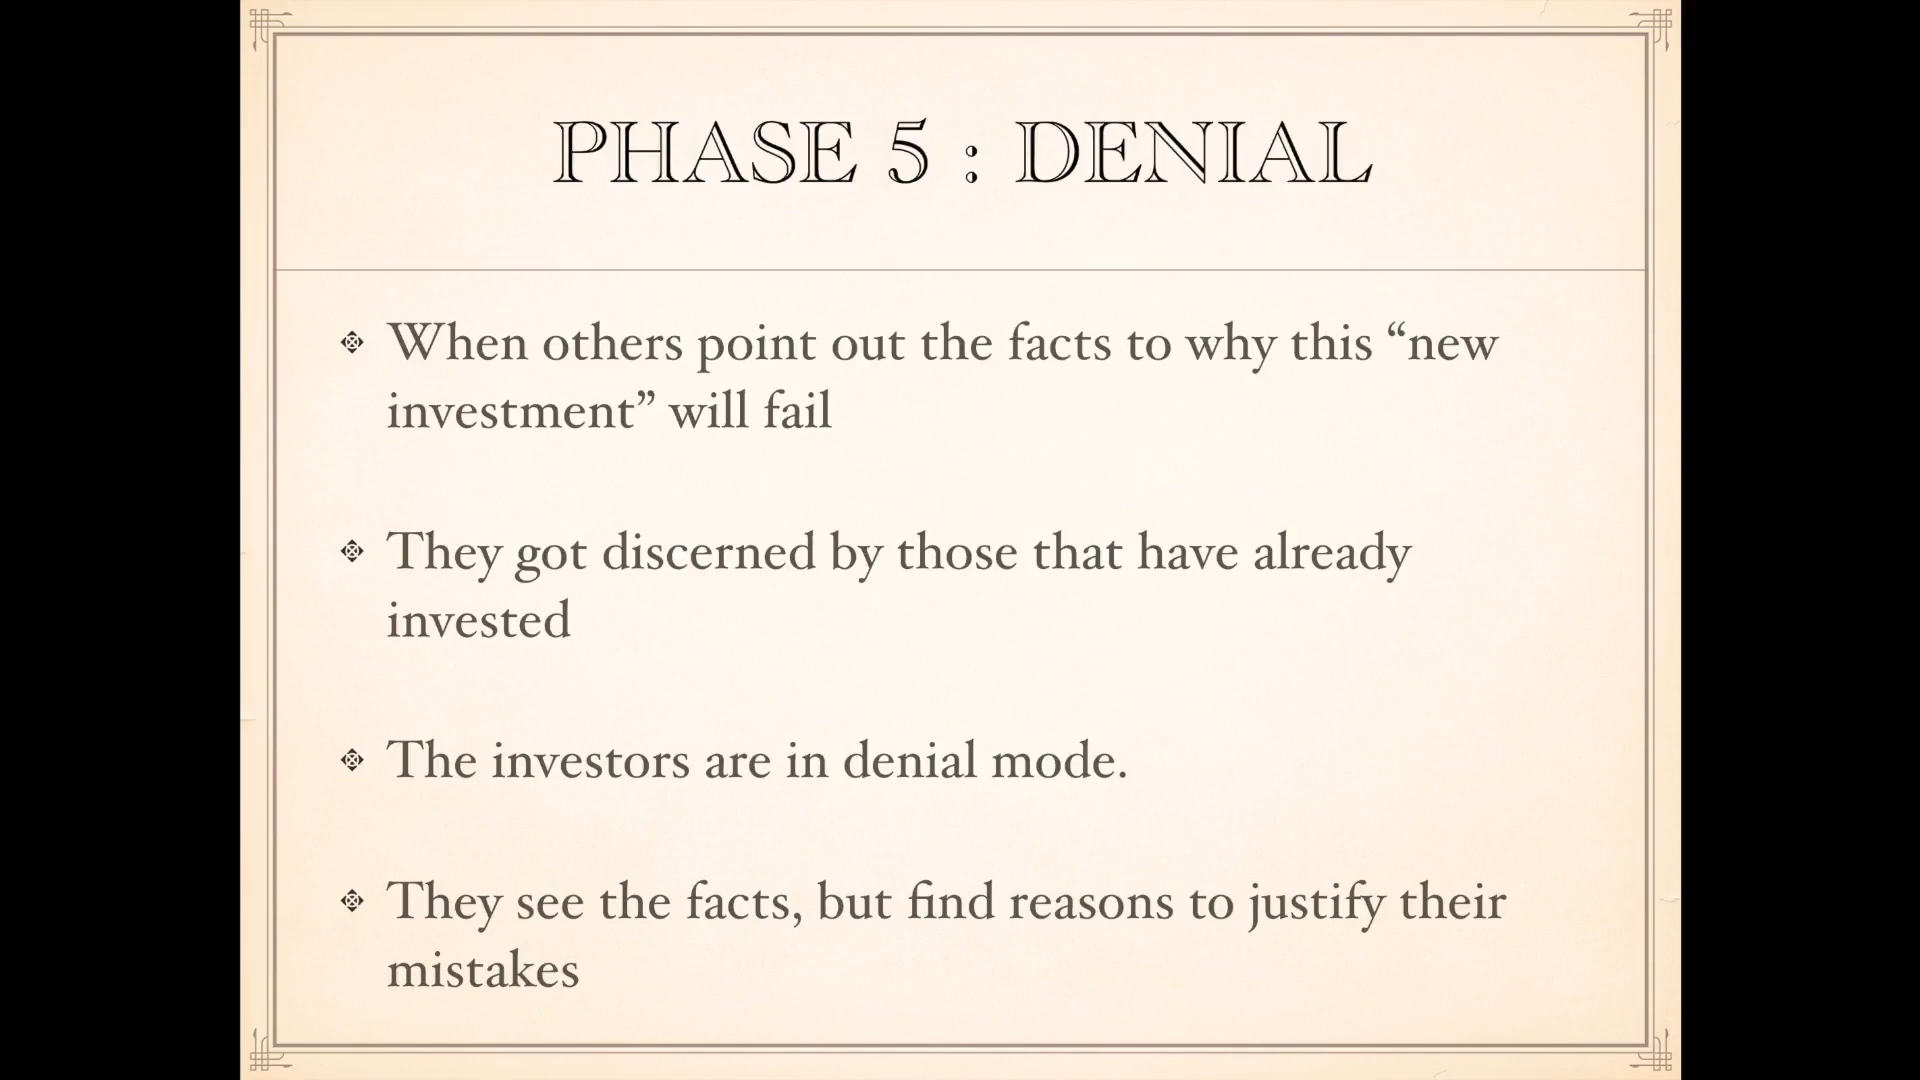 PHASE 5 : DENIAL
When others point out the facts to why this “new
investment” will fail
They got discerned by those that have already
invested
The investors are in denial mode.
They see the facts, but find reasons to justify their
mistakes